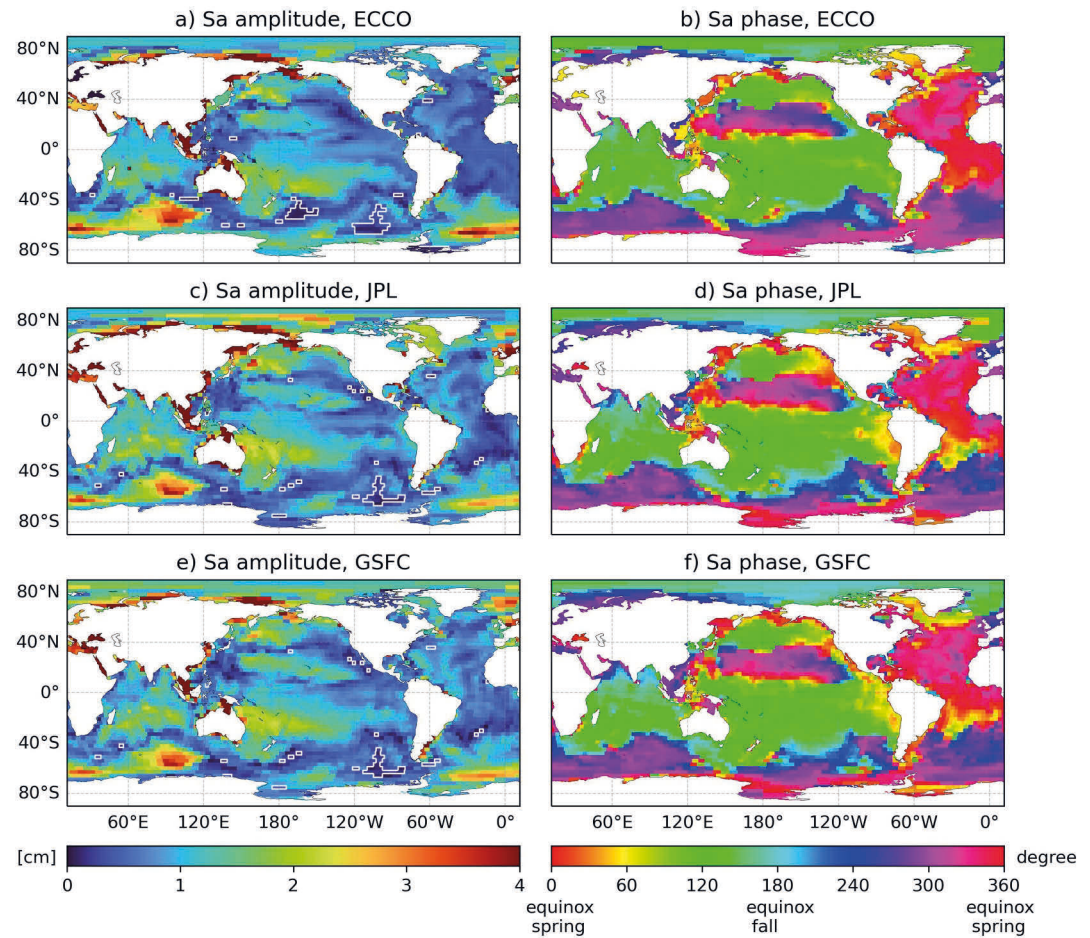 a) Sa amplitude, ECCO
b) Sa phase, ECCO
80°N
40°N
0°
40°S
80°S
c) Sa amplitude, JPL
d) Sa phase, JPL
80°N
40°N
0°
40°S
80°S
e) Sa amplitude, GSFC
f) Sa phase, GSFC
80°N
40°N
0°
40°S
80°S
60°E 120°E 180° 120°W 60°W 0°
60°E 120°E 180° 120°W 60°W 0°
[cm]
0 1 2 3 4
degree
0 60 120 180 240 300 360
equinox spring
equinox fall
equinox spring